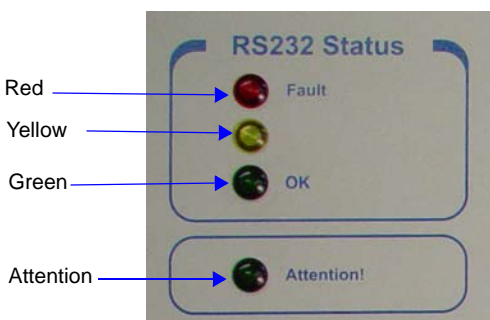 RS232 Status
Red
Fault
Yellow
Green
OK
Attention
Attention!